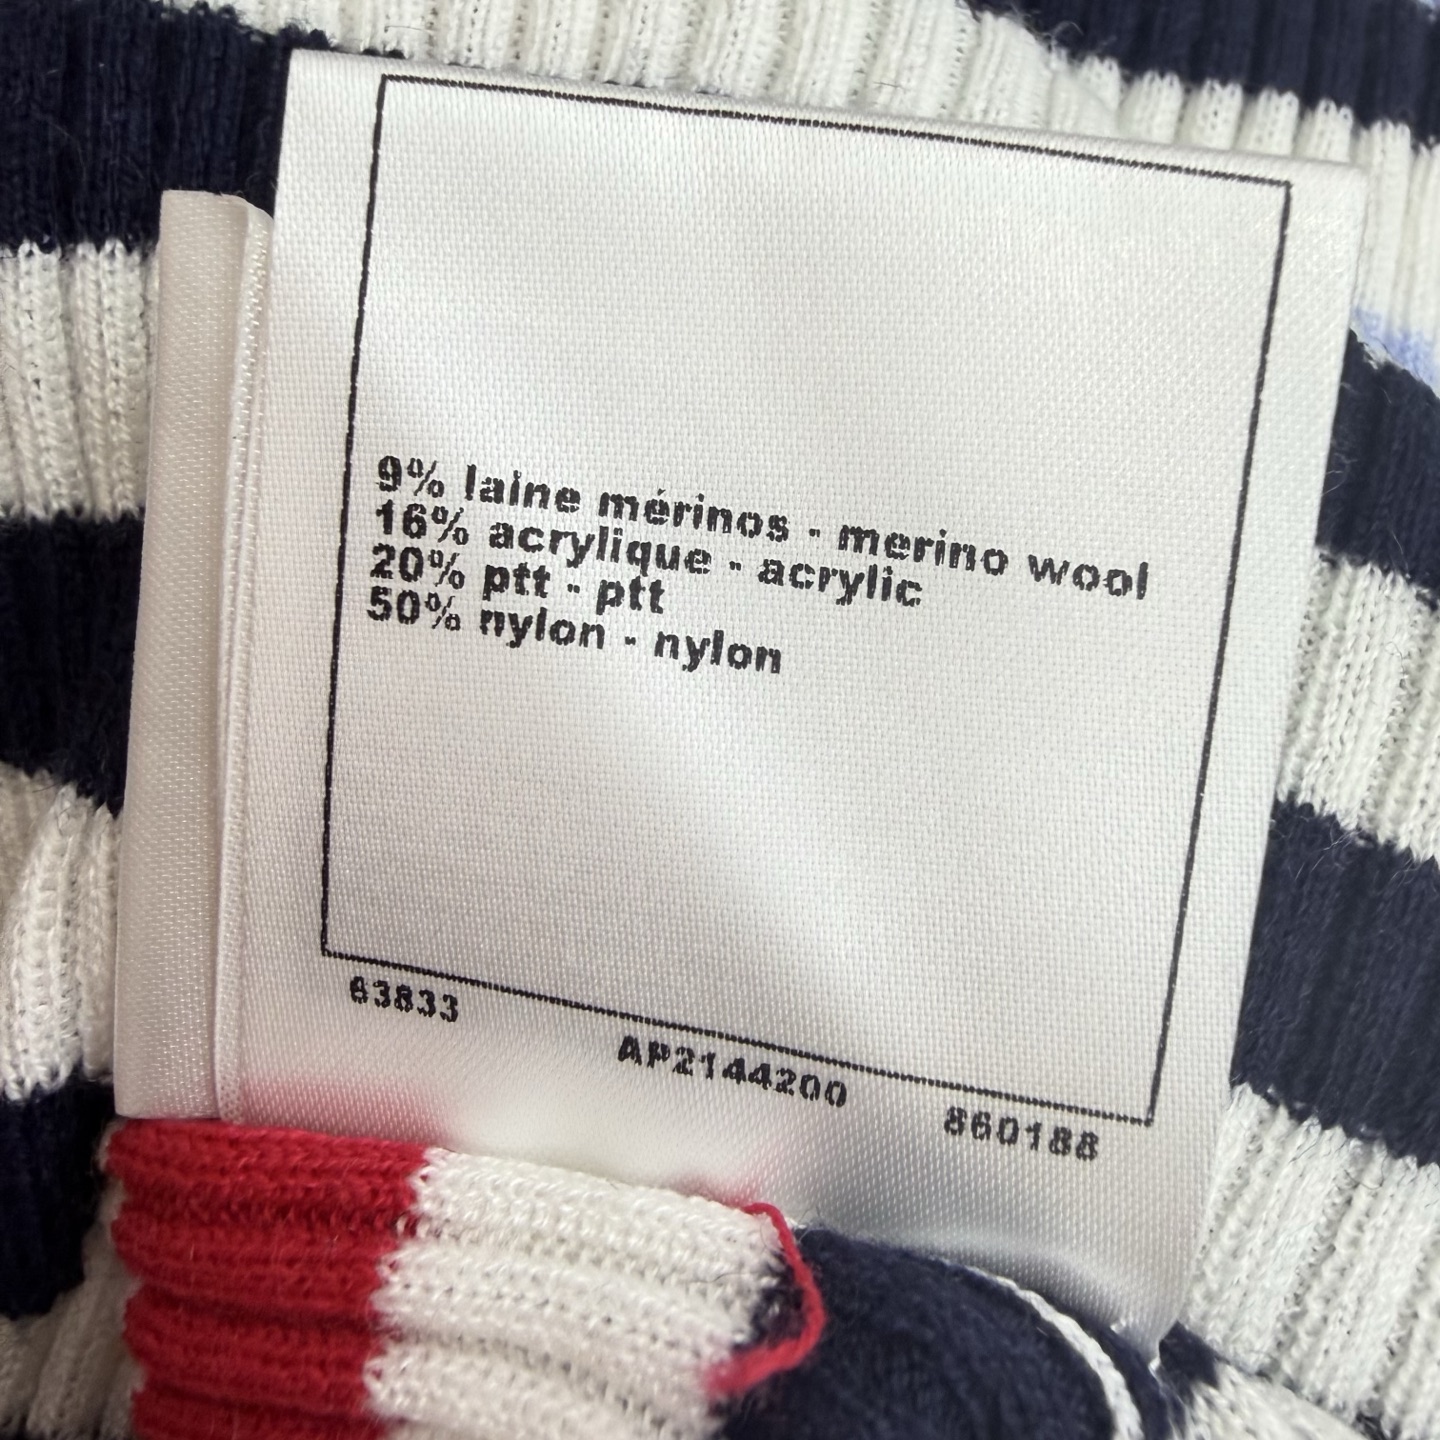 9% laine mérinos - merino wool
16% acrylique - acrylic
20% ptt - ptt
50% nylon - nylon
63833
AP2144200
860188